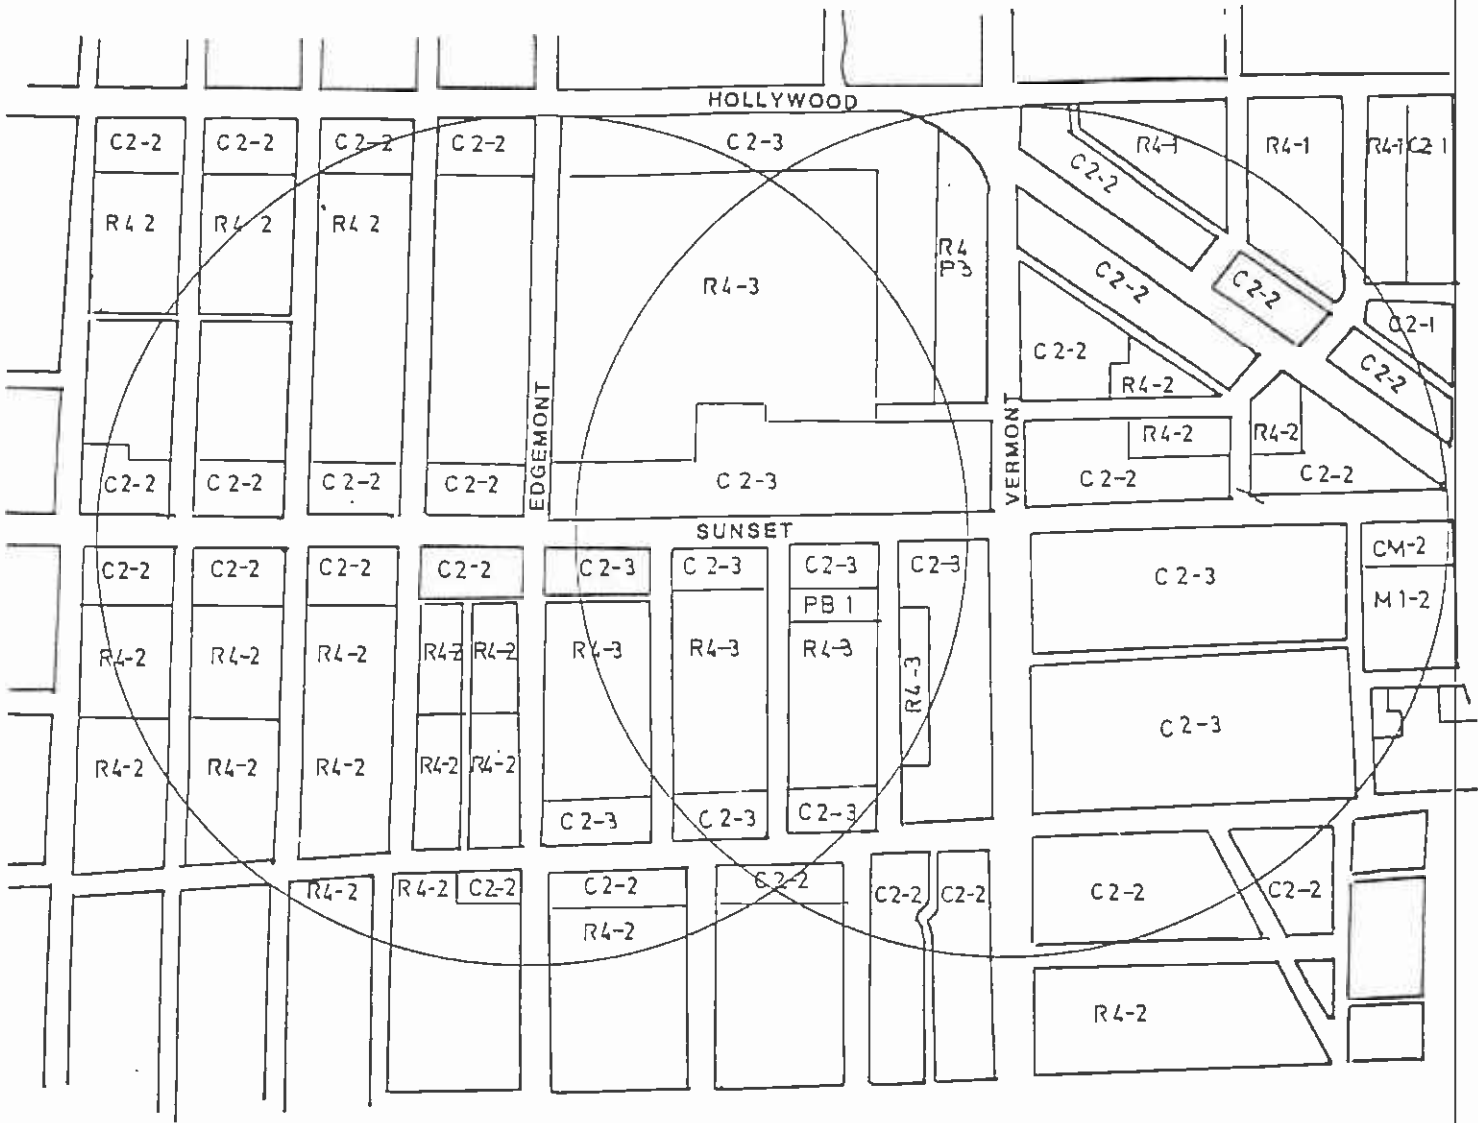 HOLLYWOOD
C2-2 C2-2 C2-2 C2-2 C2-3 R4-1 R4-1 R4-1 C2 1
C2-2
R4 2 R4 2 R4 2
R4
P3
R4-3 C2-2 C2-2
C2-1
C2-2 C2-2
R4-2
EDGEMONT
VERMONT
R4-2 R4-2
C2-2 C2-2 C2-2 C2-2 C2-3 C2-2 C2-2
SUNSET
CM-2
C2-2 C2-2 C2-2 C2-2 C2-3 C2-3 C2-3 C2-3 C2-3
PB 1 M1-2
R4-2 R4-2 R4-2 R4-2 R4-2 R4-3 R4-3 R4-3
R4-3
C2-3
R4-2 R4-2 R4-2 R4-2 R4-2
C2-3 C2-3 C2-3
R4-2 R4-2 C2-2 C2-2 C2-2 C2-2 C2-2 C2-2 C2-2
R4-2
R4-2